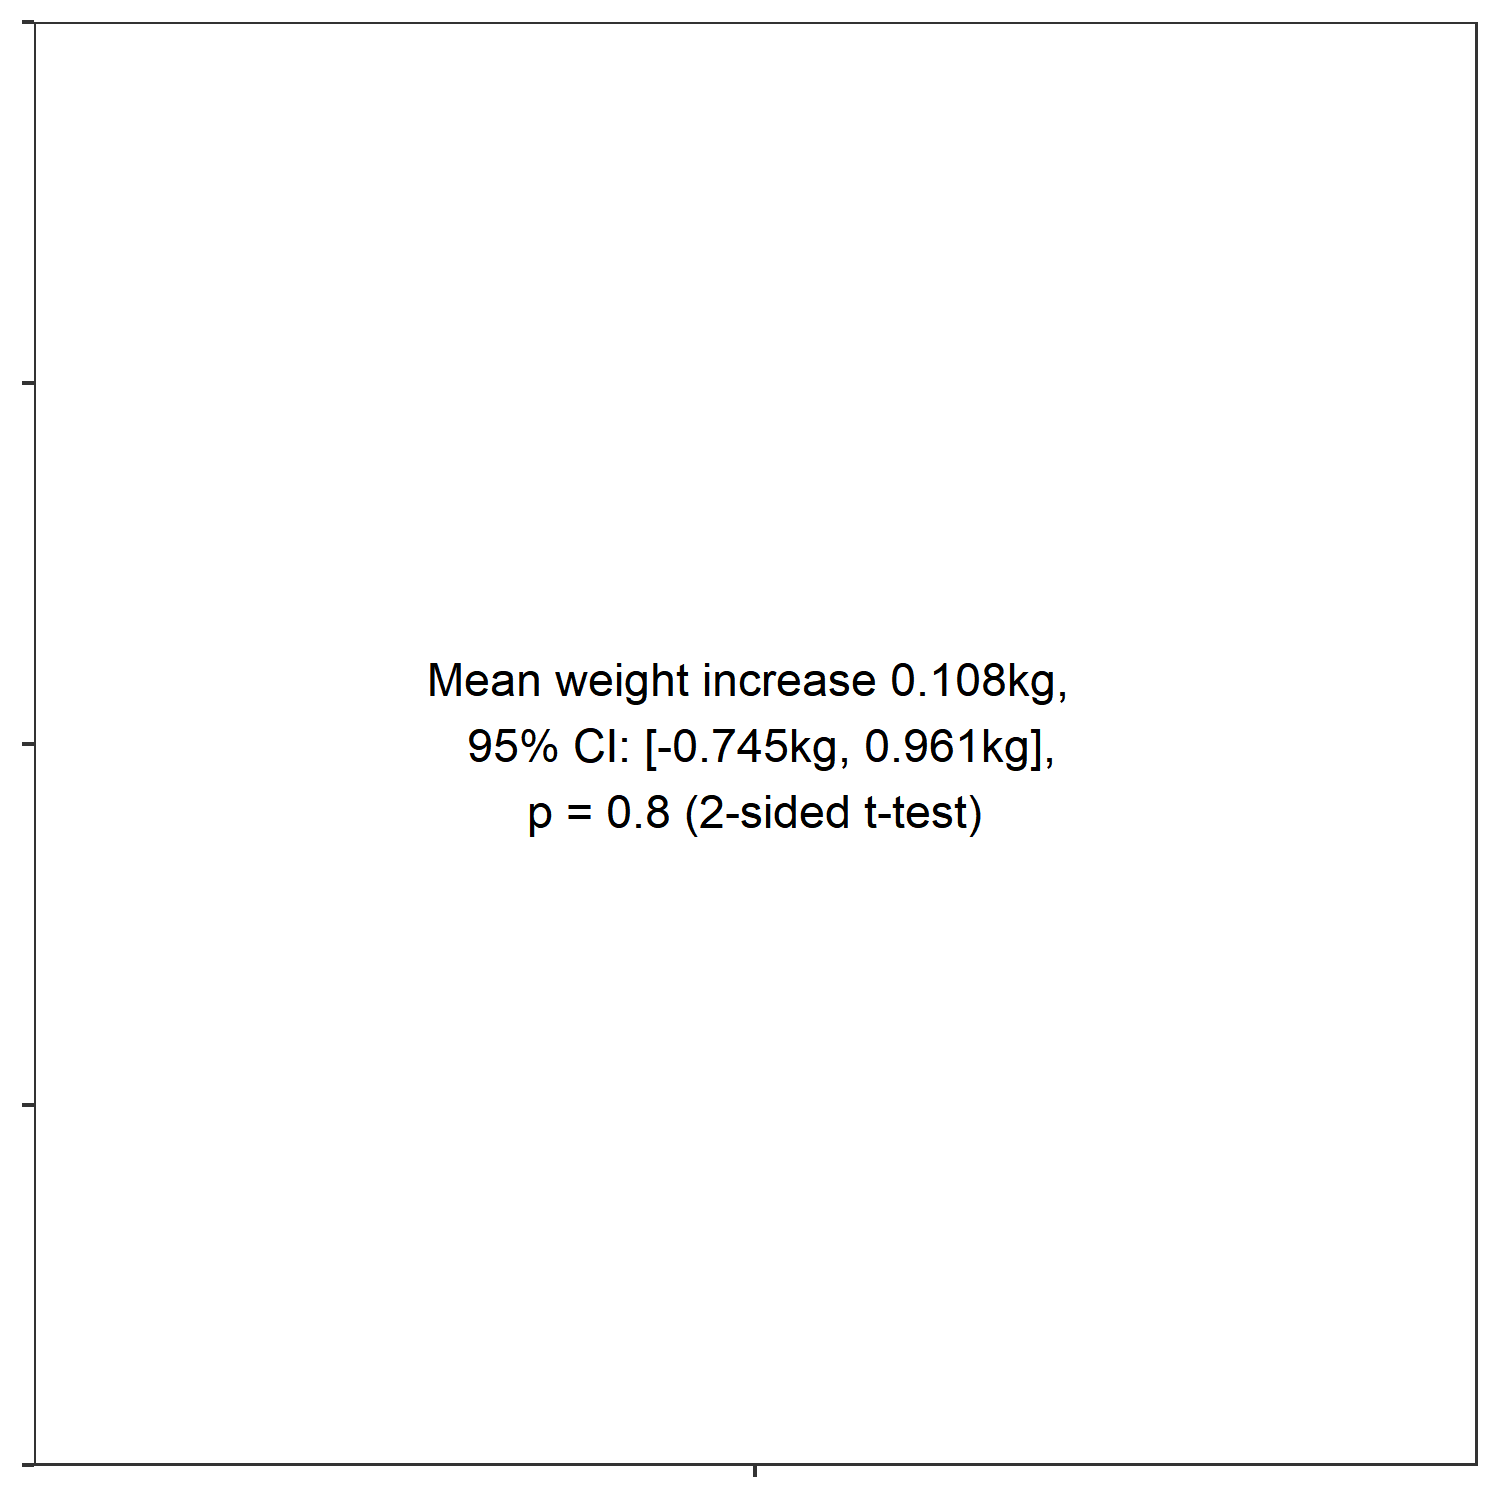 Mean weight increase 0.108kg,
95% CI: [-0.745kg, 0.961kg],
p = 0.8 (2-sided t-test)